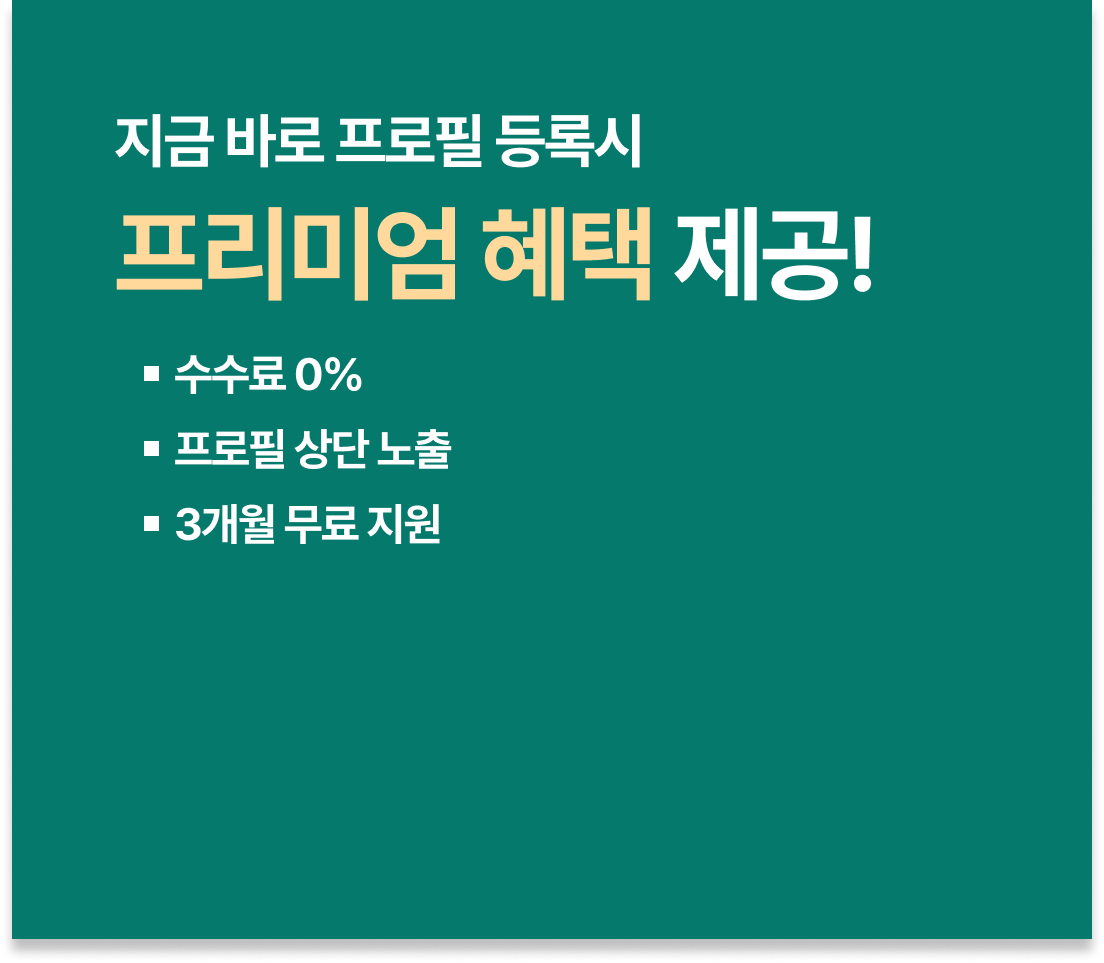 지금 바로 프로필 등록시
프리미엄 혜택 제공!
▪ 수수료 0%
▪ 프로필 상단 노출
▪ 3개월 무료 지원